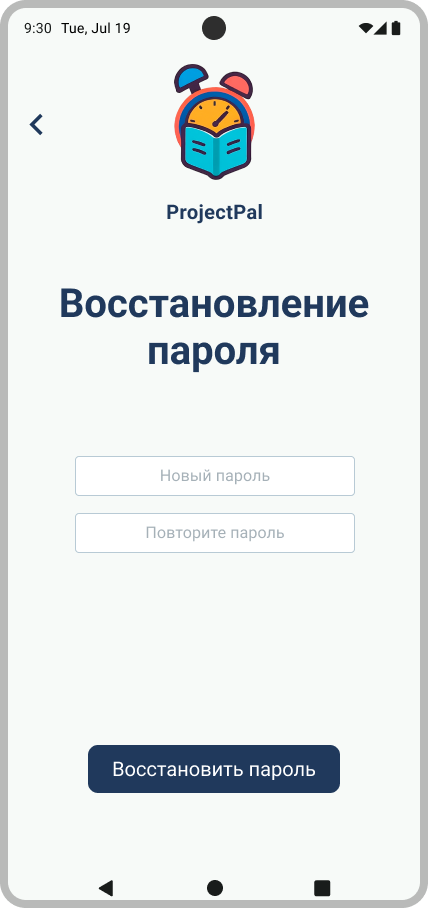 9:30 Tue, Jul 19
ProjectPal
Восстановление
пароля
Новый пароль
Повторите пароль
Восстановить пароль